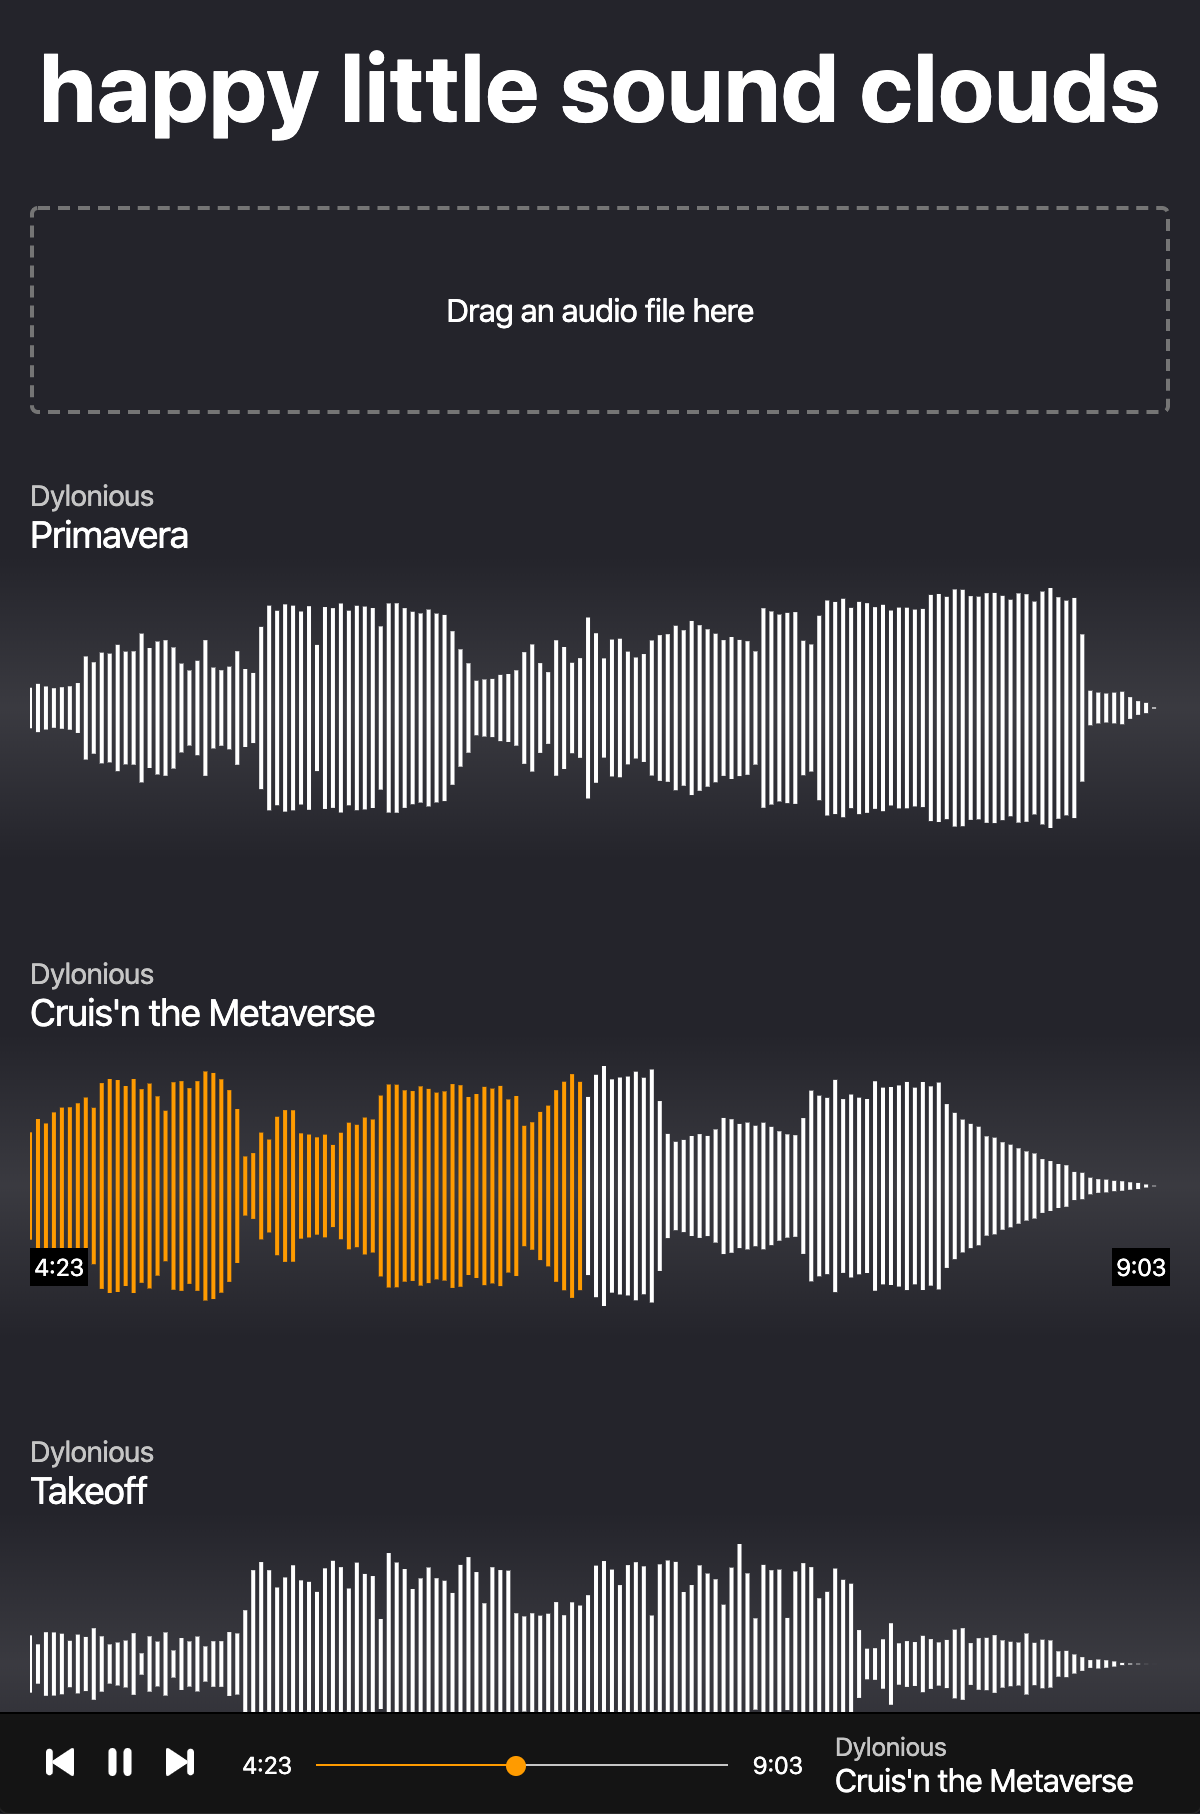 happy little sound clouds
Drag an audio file here
Dylonious
Primavera
Dylonious
Cruis'n the Metaverse
4:23
9:03
Dylonious
Takeoff
4:23
9:03
Dylonious
Cruis'n the Metaverse